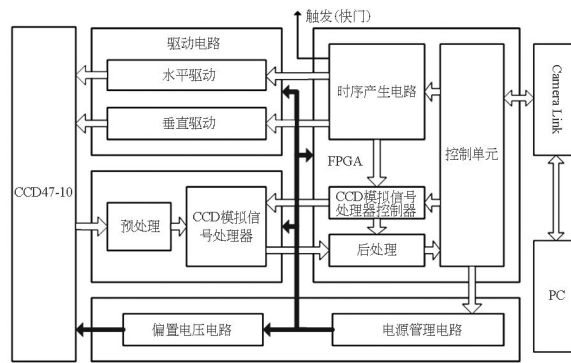 触发(快门)
驱动电路
水平驱动
时序产生电路
垂直驱动
FPGA
控制单元
Camera Link
CCD47-10
预处理
CCD模拟信
号处理器
CCD模拟信号
处理器控制器
后处理
PC
偏置电压电路
电源管理电路